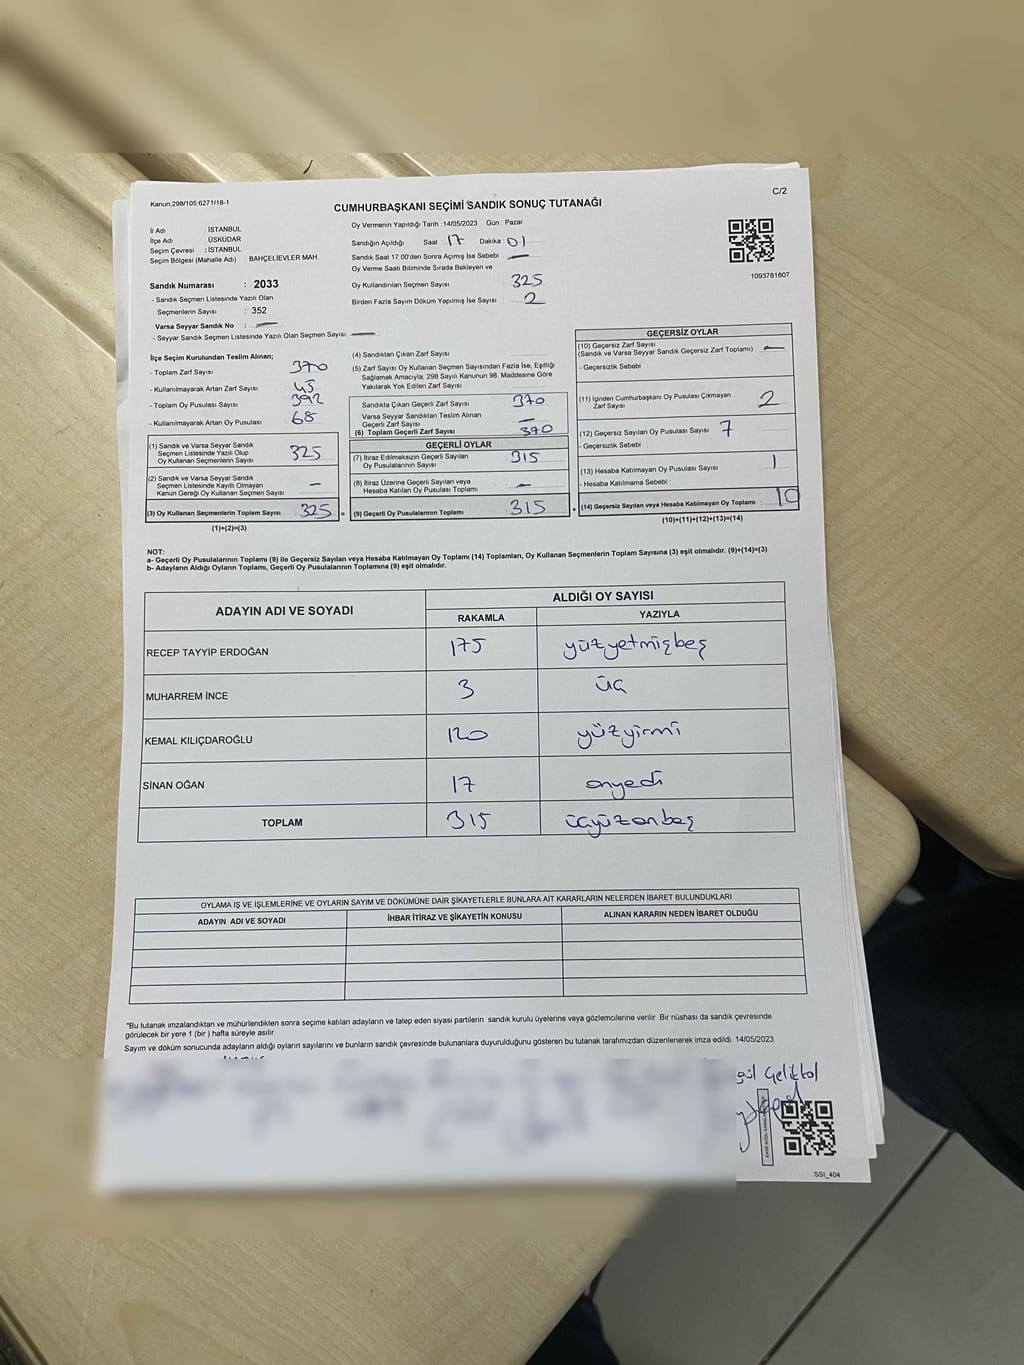 Kanun:298/105:6271/18-1
C/2
CUMHURBAŞKANI SEÇİMİ SANDIK SONUÇ TUTANAĞI
İl Adı : İSTANBUL
İlçe Adı : ÜSKÜDAR
Seçim Çevresi : İSTANBUL
Seçim Bölgesi (Mahalle Adı) : BAHÇELİEVLER MAH
Sandık Numarası : 2033
- Sandık Seçmen Listesinde Yazılı Olan
Seçmenlerin Sayısı : 352
Varsa Seyyar Sandık No : —
- Seyyar Sandık Seçmen Listesinde Yazılı Olan Seçmen Sayısı : —
Oy Vermenin Yapıldığı Tarih :14/05/2023 Gün : Pazar
Sandığın Açıldığı Saat : 17 Dakika : 01
Sandık Saat 17.00'den Sonra Açımış İse Sebebi : —
Oy Verme Saati Bitiminde Sırada Bekleyen ve
Oy Kullandırılan Seçmen Sayısı 325
Birden Fazla Sayım Döküm Yapılmış İse Sayısı : 2
1093781807
İlçe Seçim Kurulundan Teslim Alınan;
- Toplam Zarf Sayısı 370
- Kullanılmayarak Artan Zarf Sayısı 45
- Toplam Oy Pusulası Sayısı 392
- Kullanılmayarak Artan Oy Pusulası 68
(1) Sandık ve Varsa Seyyar Sandık
Seçmen Listesinde Yazılı Olup
Oy Kullanan Seçmenlerin Sayısı 325
(2) Sandık ve Varsa Seyyar Sandık
Seçmen Listesinde Kayıtlı Olmayan
Kanun Gereği Oy Kullanan Seçmen Sayısı —
(3) Oy Kullanan Seçmenlerin Toplam Sayısı 325 =
(1)+(2)=(3)
(4) Sandıktan Çıkan Zarf Sayısı
(5) Zarf Sayısı Oy Kullanan Seçmen Sayısından Fazla İse, Eşitliği
Sağlamak Amacıyla, 298 Sayılı Kanunun 98. Maddesine Göre
Yakılarak Yok Edilen Zarf Sayısı
Sandıkta Çıkan Geçerli Zarf Sayısı 370
Varsa Seyyar Sandıktan Teslim Alınan
Geçerli Zarf Sayısı —
(6) Toplam Geçerli Zarf Sayısı 370
GEÇERLİ OYLAR
(7) İtiraz Edilmeksizin Geçerli Sayılan
Oy Pusulalarının Sayısı 315
(8) İtiraz Üzerine Geçerli Sayılan veya
Hesaba Katılan Oy Pusulası Toplamı —
(9) Geçerli Oy Pusulalarının Toplamı 315 +
GEÇERSİZ OYLAR
(10) Geçersiz Zarf Sayısı
(Sandık ve Varsa Seyyar Sandık Geçersiz Zarf Toplamı) —
- Geçersizlik Sebebi :
(11) İçinden Cumhurbaşkanı Oy Pusulası Çıkmayan
Zarf Sayısı 2
(12) Geçersiz Sayılan Oy Pusulası Sayısı 7
- Geçersizlik Sebebi :
(13) Hesaba Katılmayan Oy Pusulası Sayısı 1
- Hesaba Katılmama Sebebi :
(14) Geçersiz Sayılan veya Hesaba Katılmayan Oy Toplamı 10
(10)+(11)+(12)+(13)=(14)
NOT:
a- Geçerli Oy Pusulalarının Toplamı (9) ile Geçersiz Sayılan veya Hesaba Katılmayan Oy Toplamı (14) Toplamları, Oy Kullanan Seçmenlerin Toplam Sayısına (3) eşit olmalıdır. (9)+(14)=(3)
b- Adayların Aldığı Oyların Toplamı, Geçerli Oy Pusulalarının Toplamına (9) eşit olmalıdır.
ADAYIN ADI VE SOYADI
ALDIĞI OY SAYISI
RAKAMLA YAZIYLA
RECEP TAYYİP ERDOĞAN 175 yüzyetmişbeş
MUHARREM İNCE 3 üç
KEMAL KILIÇDAROĞLU 120 yüzyirmi
SİNAN OĞAN 17 onyedi
TOPLAM 315 üçyüzonbeş
OYLAMA İŞ VE İŞLEMLERİNE VE OYLARIN SAYIM VE DÖKÜMÜNE DAİR ŞİKAYETLERLE BUNLARA AİT KARARLARIN NELERDEN İBARET BULUNDUKLARI
ADAYIN ADI VE SOYADI İHBAR İTİRAZ VE ŞİKAYETİN KONUSU ALINAN KARARIN NEDEN İBARET OLDUĞU
*Bu tutanak imzalandıktan ve mühürlendikten sonra seçime katılan adayların ve talep eden siyasi partilerin sandık kurulu üyelerine veya gözlemcilerine verilir. Bir nüshası da sandık çevresinde
görülecek bir yere 1 (bir ) hafta süreyle asılır.
Sayım ve döküm sonucunda adayların aldığı oyların sayılarını ve bunların sandık çevresinde bulunanlara duyurulduğunu gösteren bu tutanak tarafımızdan düzenlenerek imza edildi. 14/05/2023
SSI_404